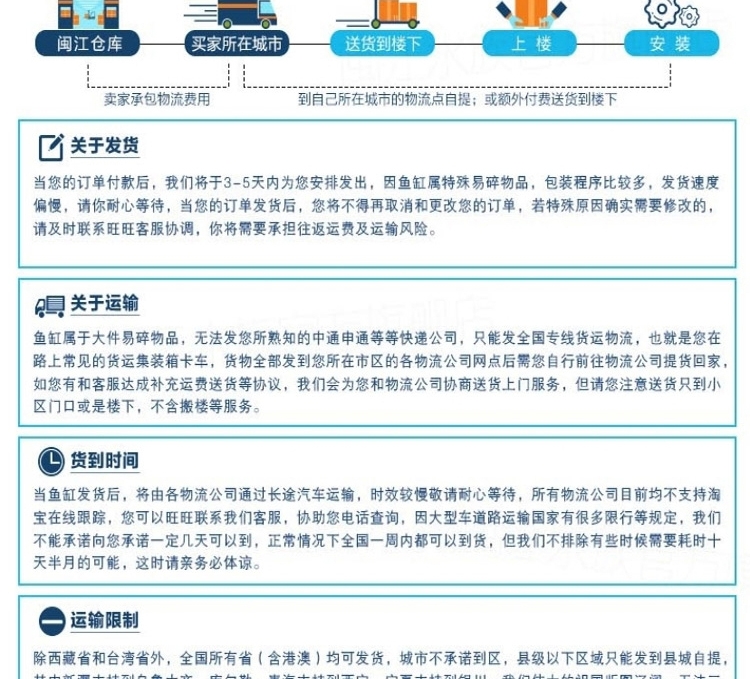 闽江仓库 买家所在城市 送货到楼下 上楼 安装
卖家承包物流费用 到自己所在城市的物流点自提；或额外付费送货到楼下
关于发货
当您的订单付款后，我们将于3-5天内为您安排发出，因鱼缸属特殊易碎物品，包装程序比较多，发货速度
偏慢，请你耐心等待，当您的订单发货后，您将不得再取消和更改您的订单，若特殊原因确实需要修改的，
请及时联系旺旺客服协调，你将需要承担往返运费及运输风险。
关于运输
鱼缸属于大件易碎物品，无法发您所熟知的中通申通等等快递公司，只能发全国专线货运物流，也就是您在
路上常见的货运集装箱卡车，货物全部发到您所在市区的各物流公司网点后需您自行前往物流公司提货回家，
如您有和客服达成补充运费送货等协议，我们会为您和物流公司协商送货上门服务，但请您注意送货只到小
区门口或是楼下，不含搬楼等服务。
货到时间
当鱼缸发货后，将由各物流公司通过长途汽车运输，时效较慢敬请耐心等待，所有物流公司目前均不支持淘
宝在线跟踪，您可以旺旺联系我们客服，协助您电话查询，因大型车道路运输国家有很多限行等规定，我们
不能承诺向您承诺一定几天可以到，正常情况下全国一周内都可以到货，但我们不排除有些时候需要耗时十
天半月的可能，这时请亲务必体谅。
运输限制
除西藏省和台湾省外，全国所有省（含港澳）均可发货，城市不承诺到区，县级以下区域只能发到县城自提，